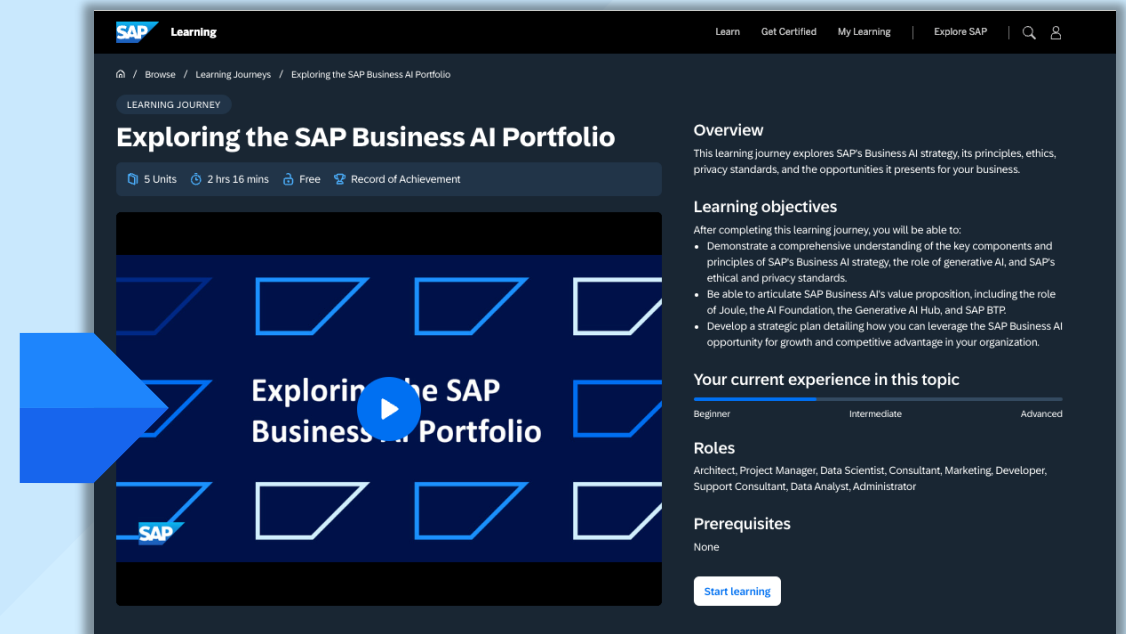 SAP Learning
Learn Get Certified My Learning | Explore SAP |
/ Browse / Learning Journeys / Exploring the SAP Business AI Portfolio
LEARNING JOURNEY
Exploring the SAP Business AI Portfolio
5 Units 2 hrs 16 mins Free Record of Achievement
Exploring the SAP
Business AI Portfolio
SAP
Overview
This learning journey explores SAP's Business AI strategy, its principles, ethics,
privacy standards, and the opportunities it presents for your business.
Learning objectives
After completing this learning journey, you will be able to:
• Demonstrate a comprehensive understanding of the key components and
principles of SAP's Business AI strategy, the role of generative AI, and SAP's
ethical and privacy standards.
• Be able to articulate SAP Business AI's value proposition, including the role
of Joule, the AI Foundation, the Generative AI Hub, and SAP BTP.
• Develop a strategic plan detailing how you can leverage the SAP Business AI
opportunity for growth and competitive advantage in your organization.
Your current experience in this topic
Beginner Intermediate Advanced
Roles
Architect, Project Manager, Data Scientist, Consultant, Marketing, Developer,
Support Consultant, Data Analyst, Administrator
Prerequisites
None
Start learning